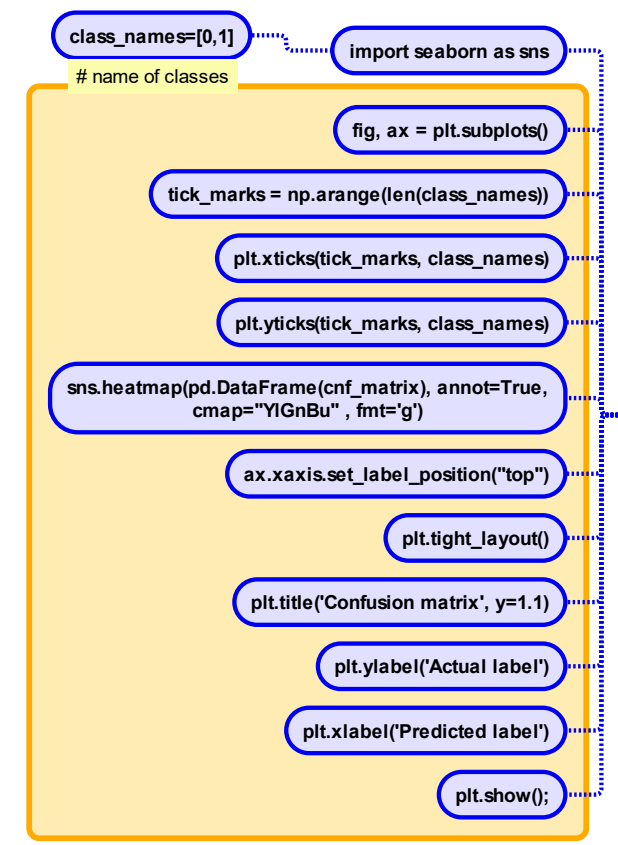 class_names=[0,1]
import seaborn as sns
# name of classes
fig, ax = plt.subplots()
tick_marks = np.arange(len(class_names))
plt.xticks(tick_marks, class_names)
plt.yticks(tick_marks, class_names)
sns.heatmap(pd.DataFrame(cnf_matrix), annot=True,
cmap="YlGnBu" , fmt='g')
ax.xaxis.set_label_position("top")
plt.tight_layout()
plt.title('Confusion matrix', y=1.1)
plt.ylabel('Actual label')
plt.xlabel('Predicted label')
plt.show();